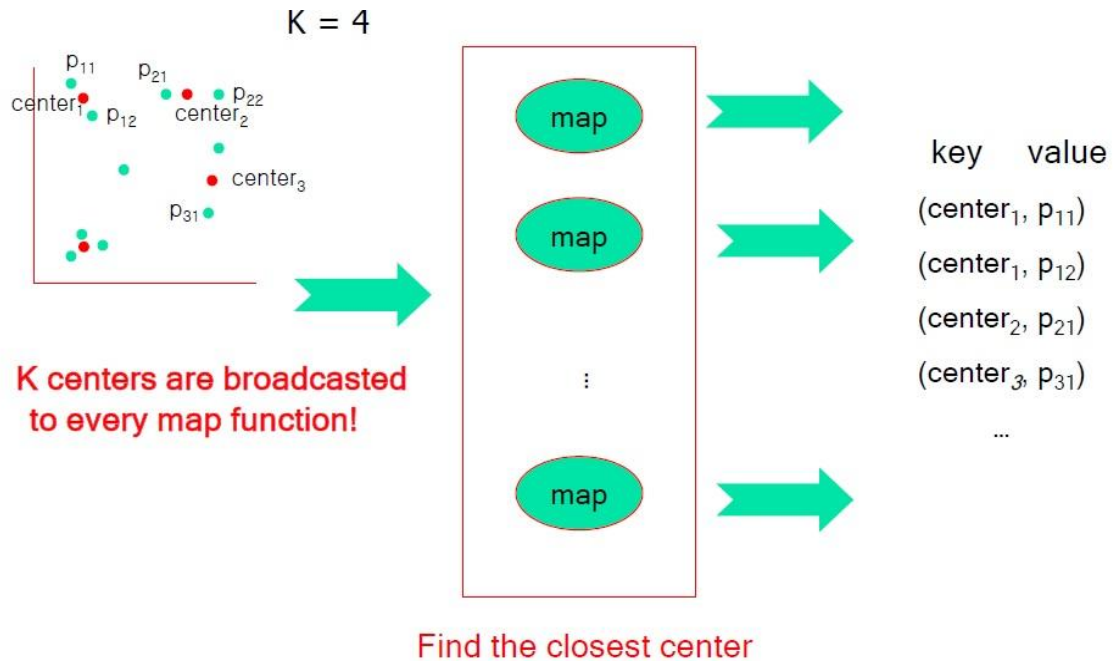 K = 4
p₁₁
p₂₁
p₂₂
center₁
p₁₂
center₂
center₃
p₃₁
K centers are broadcasted
to every map function!
map
map
⋮
map
Find the closest center
key value
(center₁, p₁₁)
(center₁, p₁₂)
(center₂, p₂₁)
(center₃, p₃₁)
...